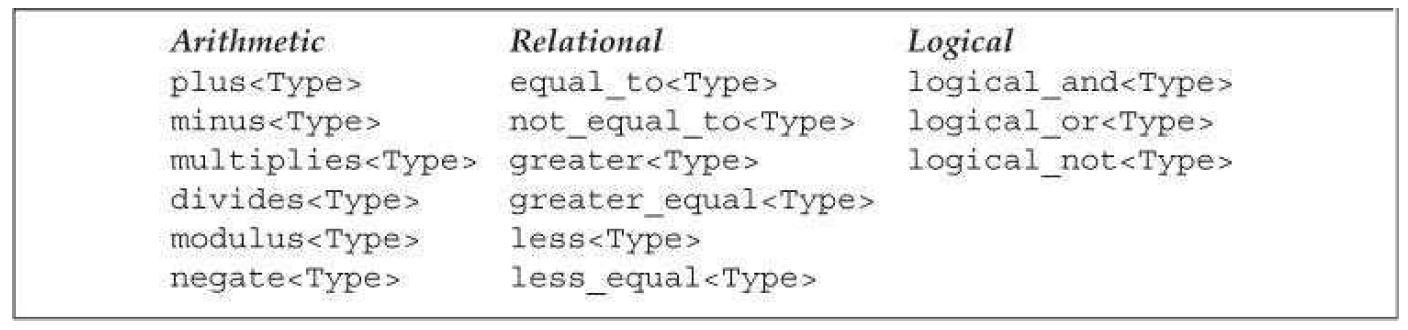 Arithmetic Relational Logical
plus<Type> equal_to<Type> logical_and<Type>
minus<Type> not_equal_to<Type> logical_or<Type>
multiplies<Type> greater<Type> logical_not<Type>
divides<Type> greater_equal<Type>
modulus<Type> less<Type>
negate<Type> less_equal<Type>